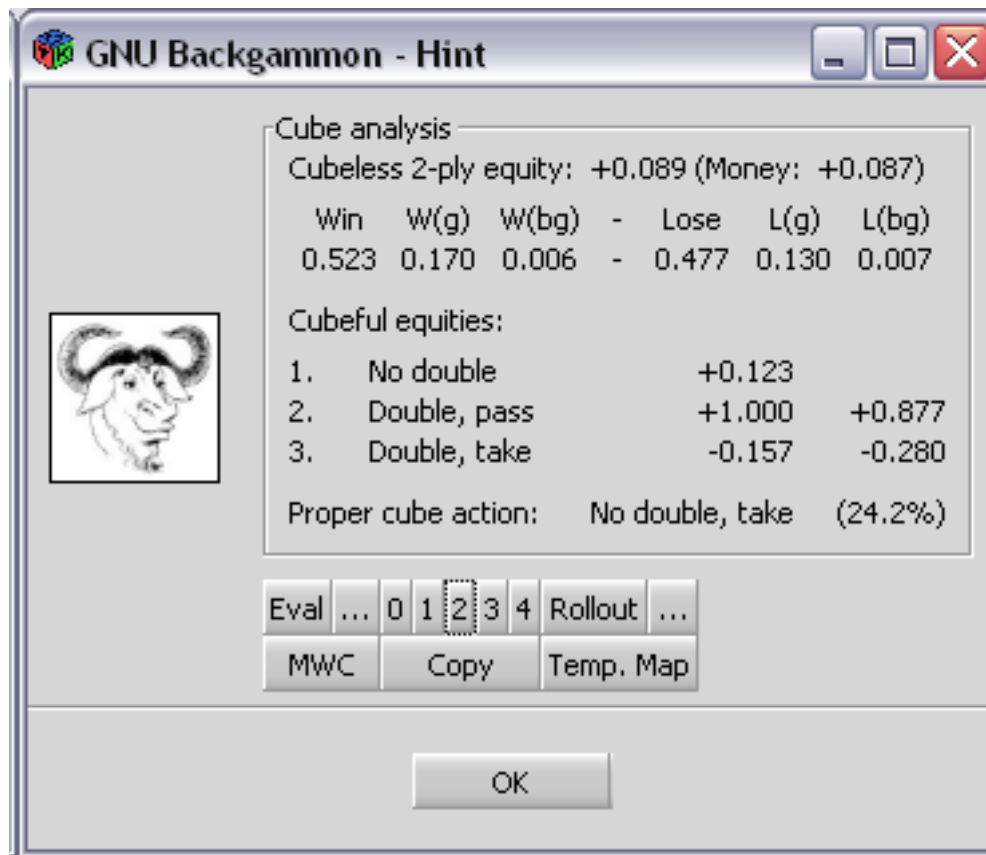 GNU Backgammon - Hint
Cube analysis
Cubeless 2-ply equity: +0.089 (Money: +0.087)
Win W(g) W(bg) - Lose L(g) L(bg)
0.523 0.170 0.006 - 0.477 0.130 0.007
Cubeful equities:
1. No double +0.123
2. Double, pass +1.000 +0.877
3. Double, take -0.157 -0.280
Proper cube action: No double, take (24.2%)
Eval ... 0 1 2 3 4 Rollout ...
MWC Copy Temp. Map
OK